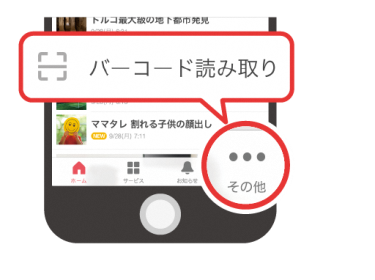 トルコ最大級の地下都市発見
バーコード読み取り
ママタレ 割れる子供の顔出し
NEW 9/28(月) 7:11
ホーム
サービス
お知らせ
その他